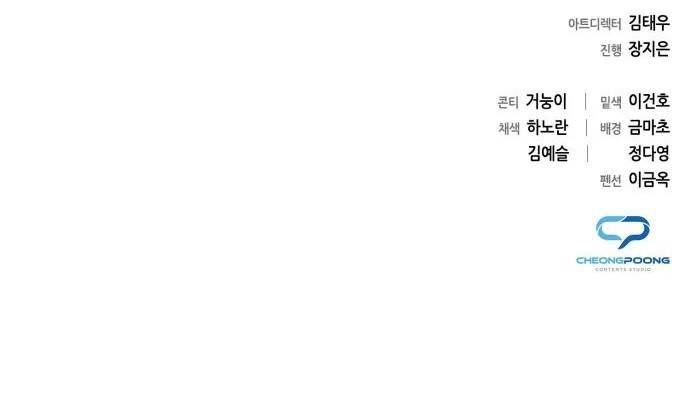 아트디렉터 김태우
진행 장지은
콘티 거눙이 | 밑색 이건호
채색 하노란 | 배경 금마초
김예슬 | 정다영
펜선 이금옥
CHEONGPOONG
CONTENTS STUDIO